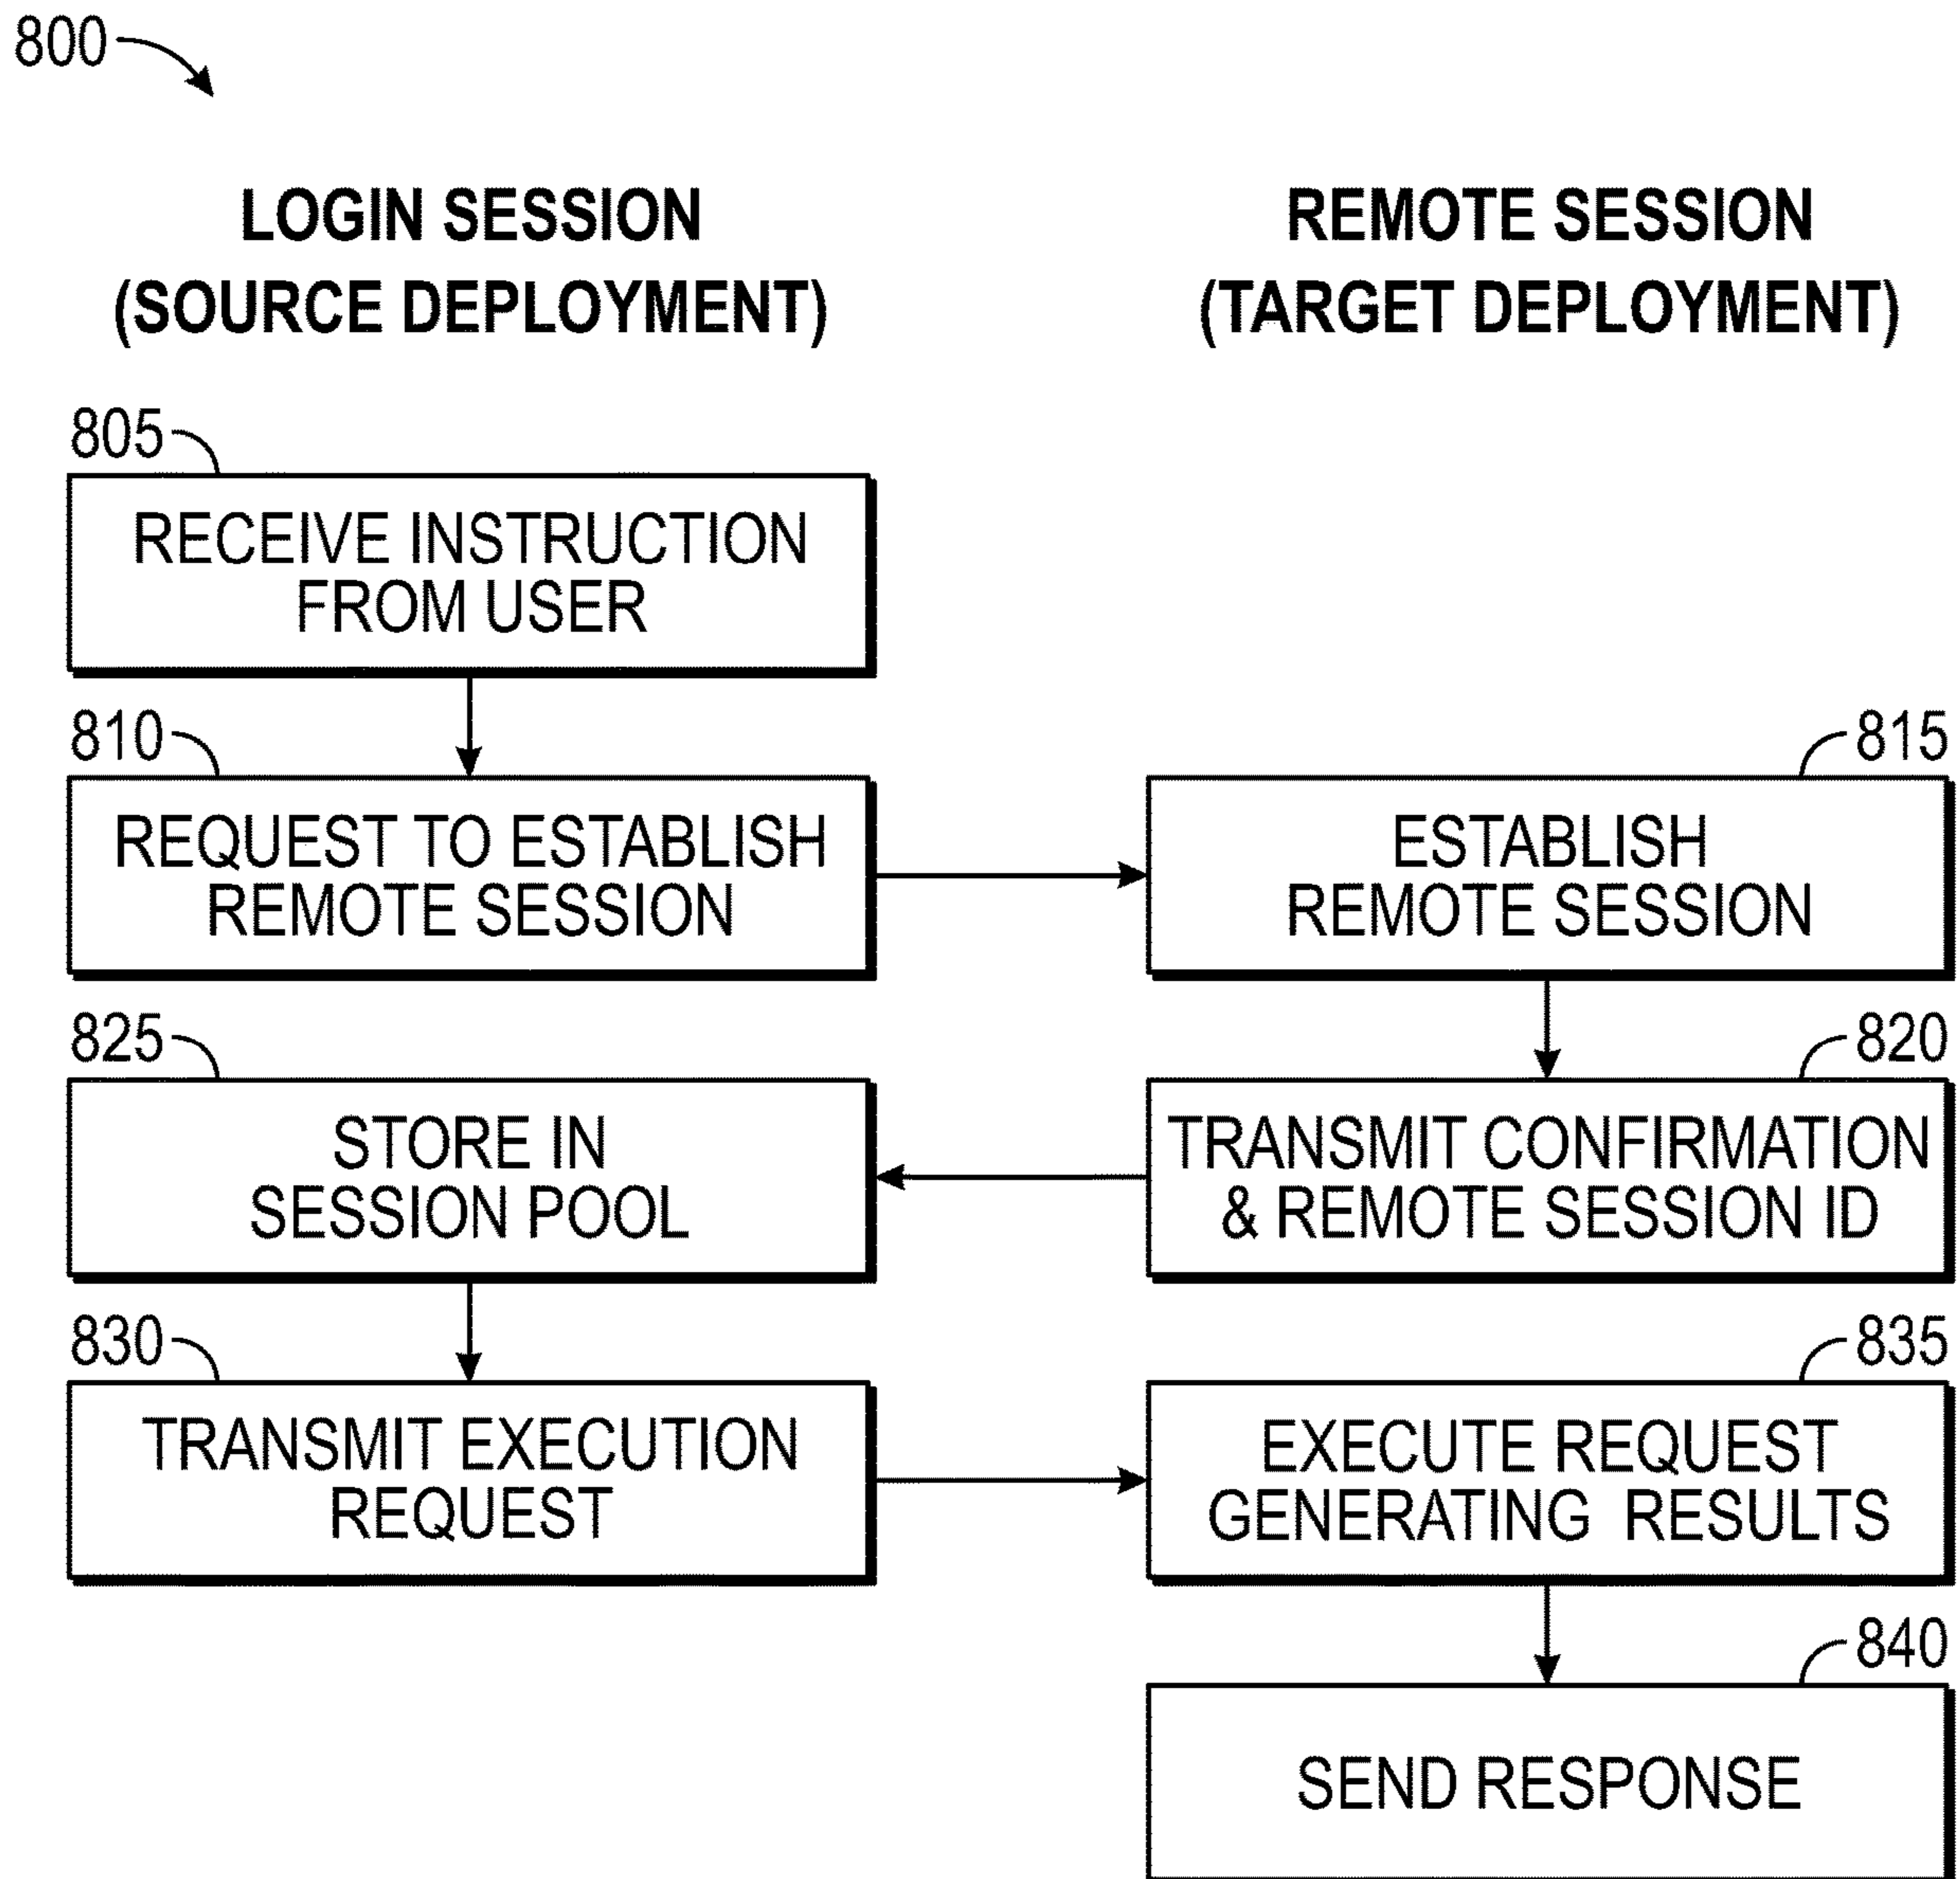 800
LOGIN SESSION
(SOURCE DEPLOYMENT)
REMOTE SESSION
(TARGET DEPLOYMENT)
805
RECEIVE INSTRUCTION
FROM USER
810
REQUEST TO ESTABLISH
REMOTE SESSION
815
ESTABLISH
REMOTE SESSION
825
STORE IN
SESSION POOL
820
TRANSMIT CONFIRMATION
& REMOTE SESSION ID
830
TRANSMIT EXECUTION
REQUEST
835
EXECUTE REQUEST
GENERATING RESULTS
840
SEND RESPONSE